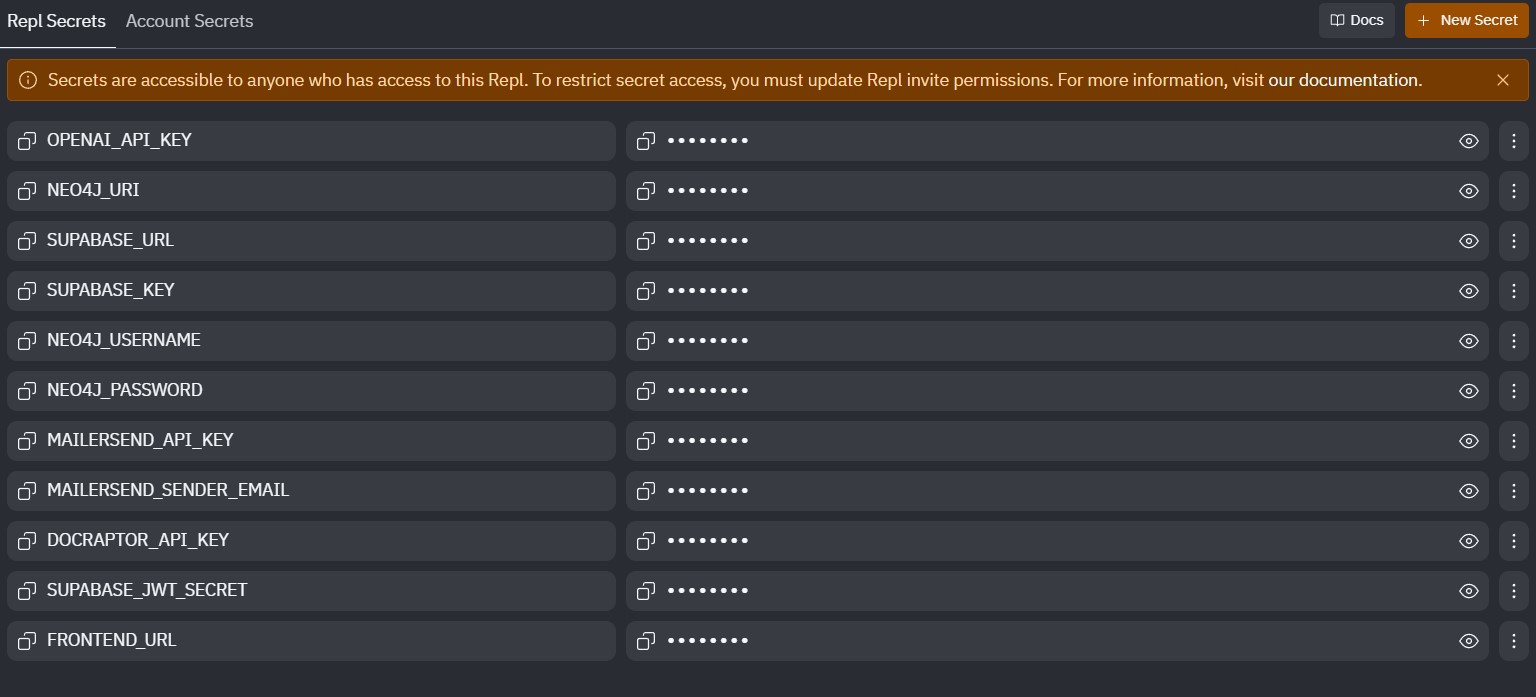 Repl Secrets Account Secrets Docs New Secret
Secrets are accessible to anyone who has access to this Repl. To restrict secret access, you must update Repl invite permissions. For more information, visit our documentation.
OPENAI_API_KEY ••••••••
NEO4J_URI ••••••••
SUPABASE_URL ••••••••
SUPABASE_KEY ••••••••
NEO4J_USERNAME ••••••••
NEO4J_PASSWORD ••••••••
MAILERSEND_API_KEY ••••••••
MAILERSEND_SENDER_EMAIL ••••••••
DOCRAPTOR_API_KEY ••••••••
SUPABASE_JWT_SECRET ••••••••
FRONTEND_URL ••••••••